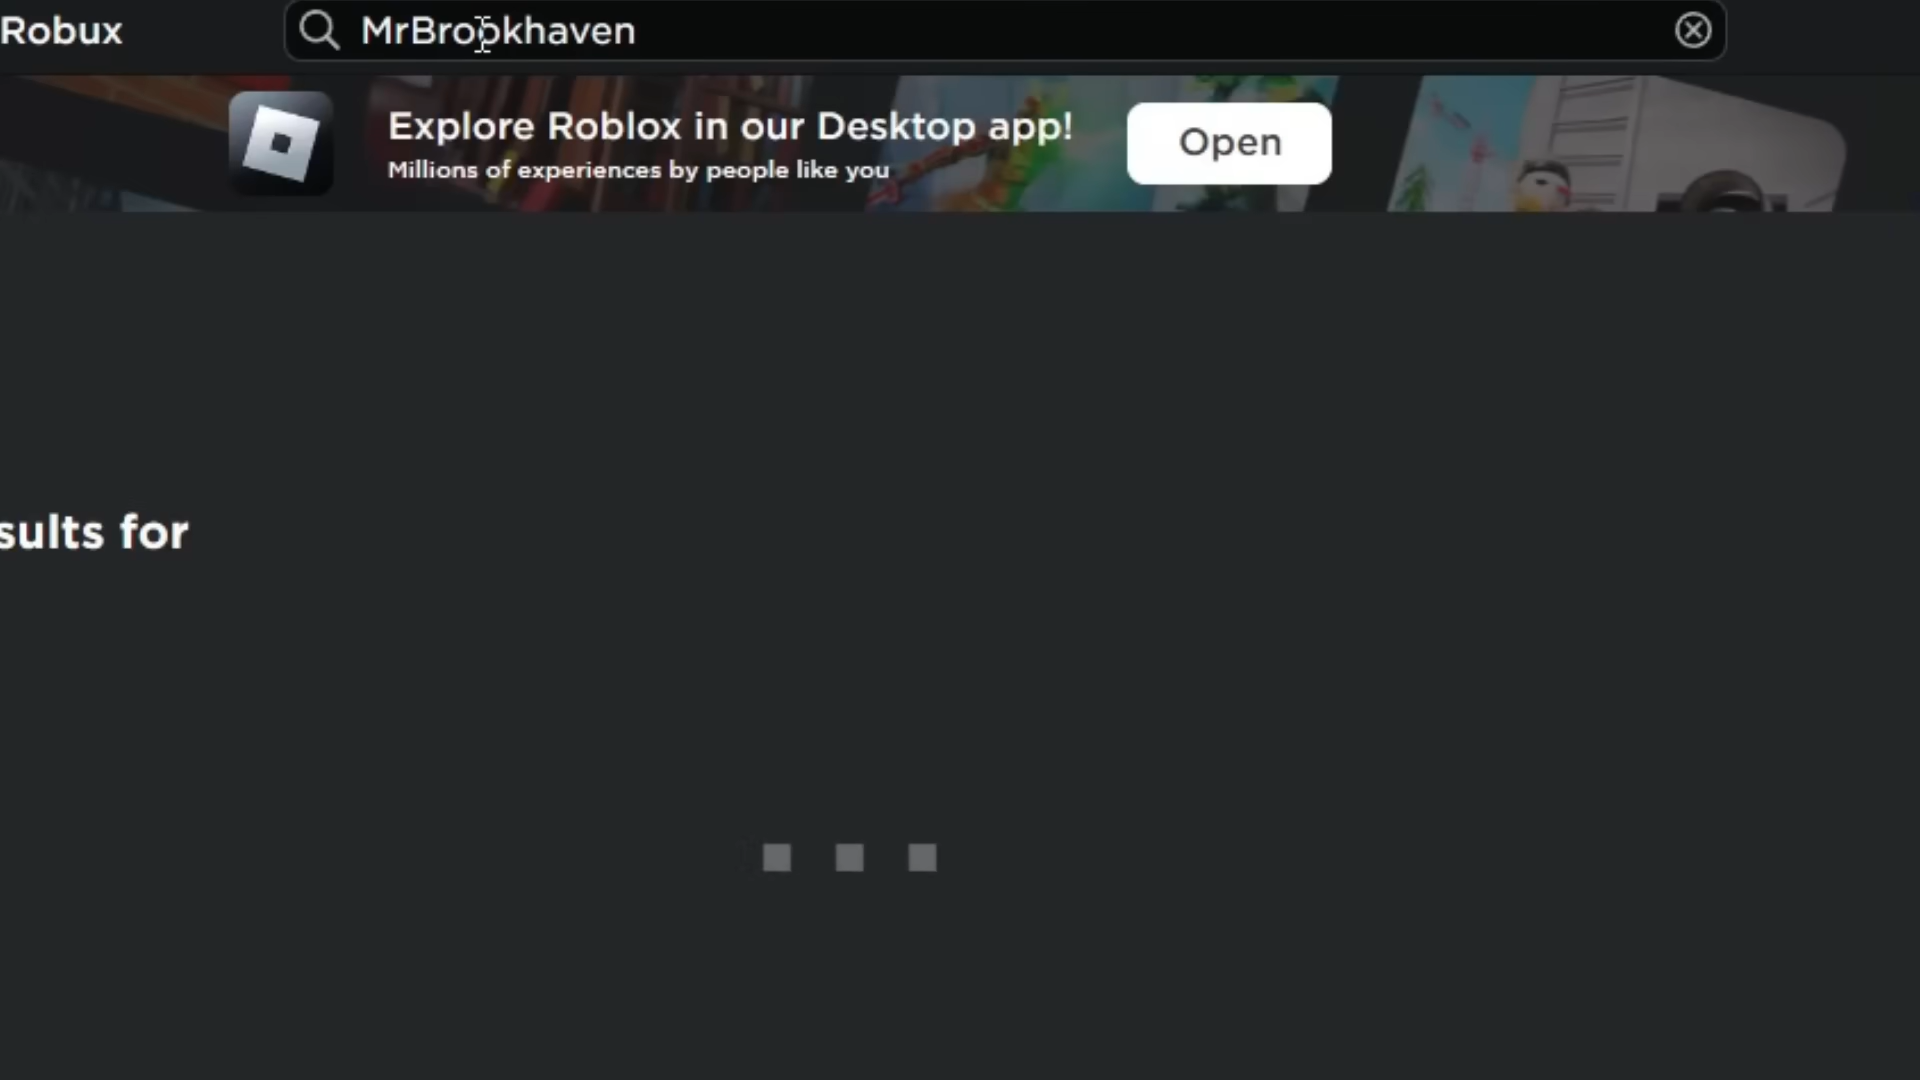 Robux
MrBrookhaven
Explore Roblox in our Desktop app!
Millions of experiences by people like you
Open
sults for